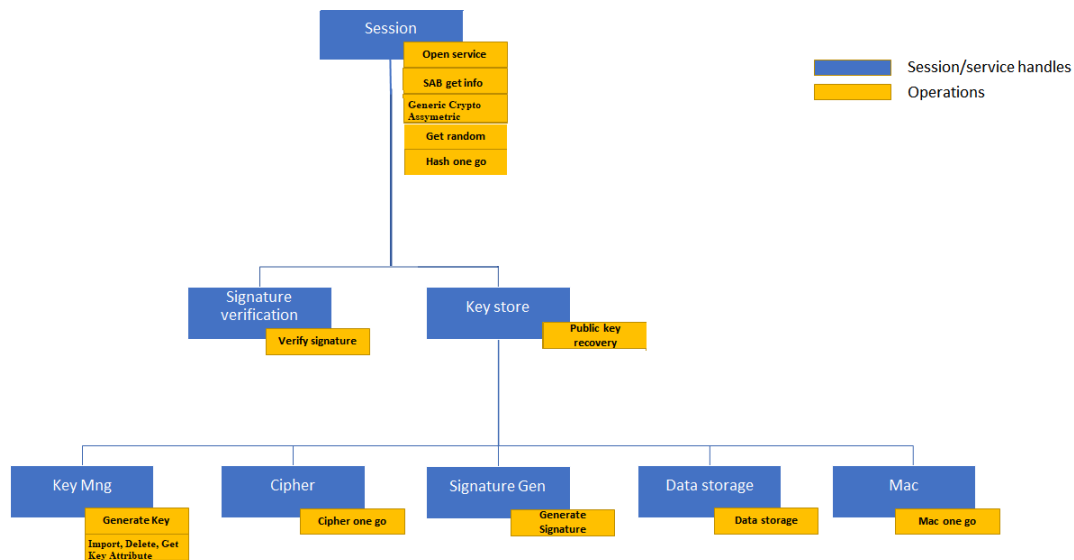 Session
Open service
SAB get info
Generic Crypto
Assymetric
Get random
Hash one go
Session/service handles
Operations
Signature
verification
Verify signature
Key store
Public key
recovery
Key Mng
Generate Key
Import, Delete, Get
Key Attribute
Cipher
Cipher one go
Signature Gen
Generate
Signature
Data storage
Data storage
Mac
Mac one go